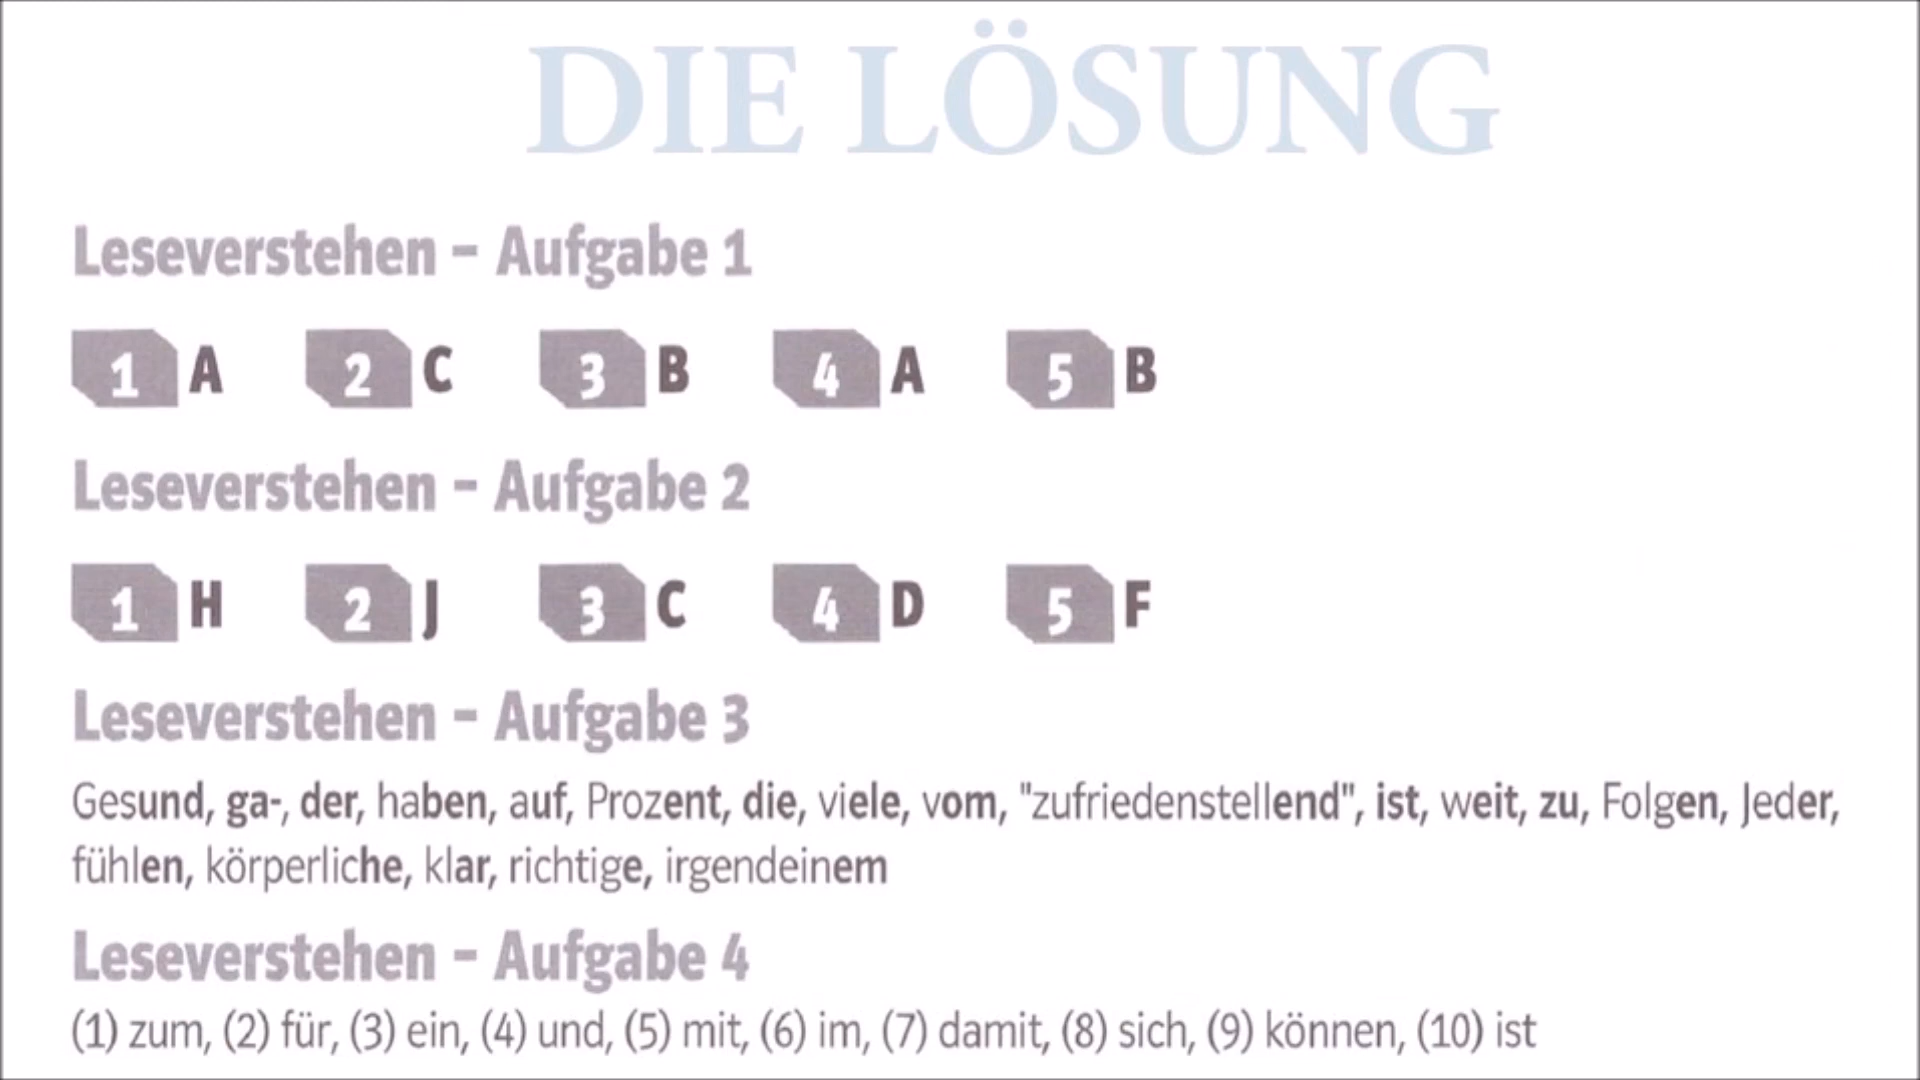 DIE LÖSUNG
Leseverstehen – Aufgabe 1
1 A 2 C 3 B 4 A 5 B
Leseverstehen – Aufgabe 2
1 H 2 J 3 C 4 D 5 F
Leseverstehen – Aufgabe 3
Gesund, ga-, der, haben, auf, Prozent, die, viele, vom, "zufriedenstellend", ist, weit, zu, Folgen, Jeder,
fühlen, körperliche, klar, richtige, irgendeinem
Leseverstehen – Aufgabe 4
(1) zum, (2) für, (3) ein, (4) und, (5) mit, (6) im, (7) damit, (8) sich, (9) können, (10) ist